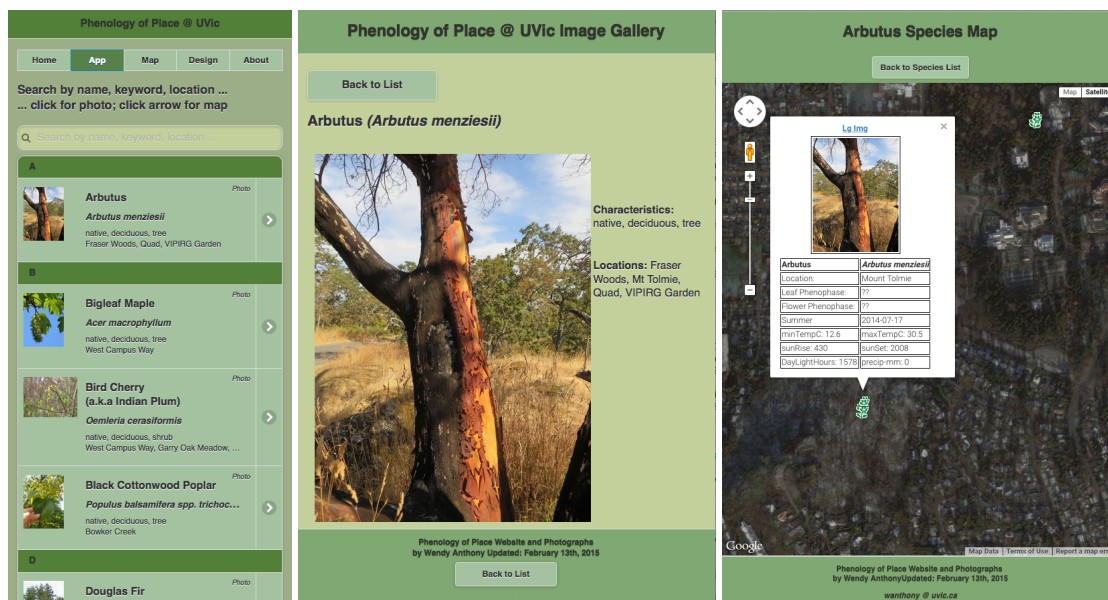 Phenology of Place @ UVic
Home App Map Design About
Search by name, keyword, location ...
... click for photo; click arrow for map
Search by name, keyword, location ...
A
Photo
Arbutus
Arbutus menziesii
native, deciduous, tree
Fraser Woods, Quad, VIPIRG Garden
B
Photo
Bigleaf Maple
Acer macrophyllum
native, deciduous, tree
West Campus Way
Photo
Bird Cherry
(a.k.a Indian Plum)
Oemleria cerasiformis
native, deciduous, shrub
West Campus Way, Garry Oak Meadow, ...
Photo
Black Cottonwood Poplar
Populus balsamifera spp. trichoc...
native, deciduous, tree
Bowker Creek
D
Photo
Douglas Fir
Phenology of Place @ UVic Image Gallery
Back to List
Arbutus (Arbutus menziesii)
Characteristics:
native, deciduous, tree
Locations: Fraser
Woods, Mt Tolmie,
Quad, VIPIRG Garden
Phenology of Place Website and Photographs
by Wendy Anthony Updated: February 13th, 2015
Back to List
Arbutus Species Map
Back to Species List
Map Satellite
Lg Img
Arbutus Arbutus menziesii
Location: Mount Tolmie
Leaf Phenophase: ??
Flower Phenophase: ??
Summer 2014-07-17
minTempC: 12.6 maxTempC: 30.5
sunRise: 430 sunSet: 2008
DayLightHours: 1578 precip-mm: 0
Google
Map Data Terms of Use Report a map err
Phenology of Place Website and Photographs
by Wendy AnthonyUpdated: February 13th, 2015
wanthony @ uvic.ca